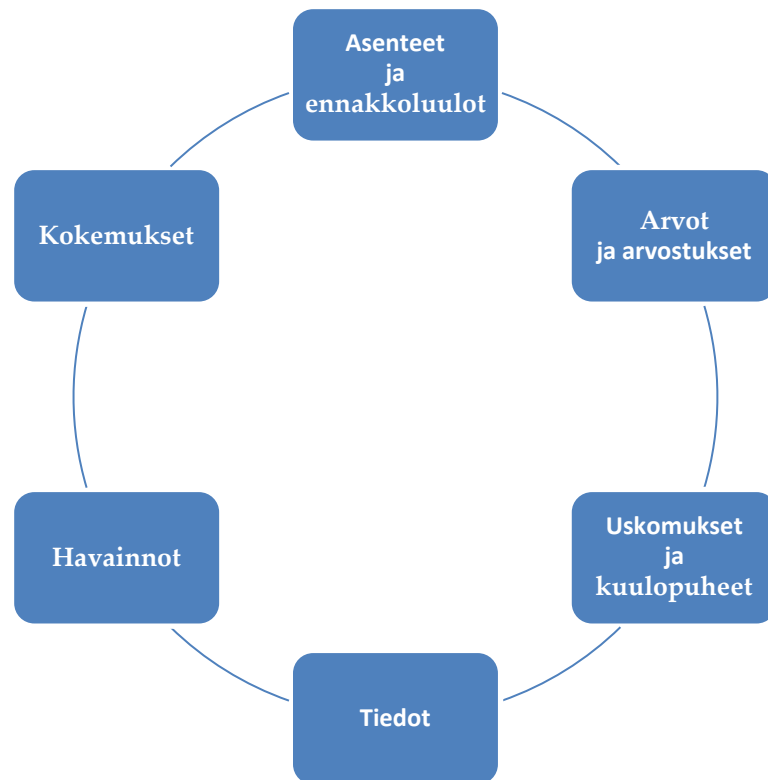 Asenteet
ja
ennakkoluulot
Arvot
ja arvostukset
Uskomukset
ja
kuulopuheet
Tiedot
Havainnot
Kokemukset